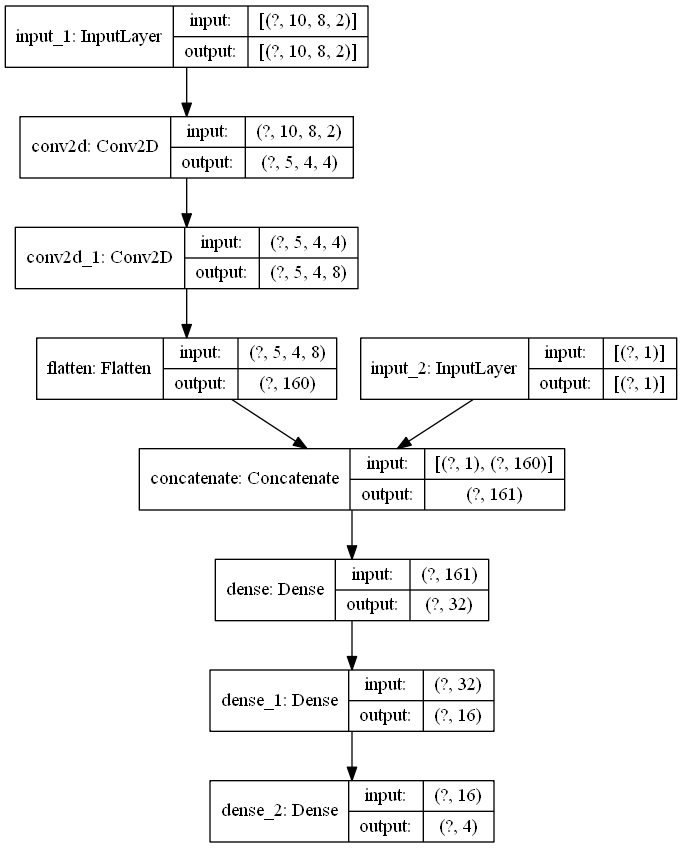 input_1: InputLayer
input: [(?, 10, 8, 2)]
output: [(?, 10, 8, 2)]
conv2d: Conv2D
input: (?, 10, 8, 2)
output: (?, 5, 4, 4)
conv2d_1: Conv2D
input: (?, 5, 4, 4)
output: (?, 5, 4, 8)
flatten: Flatten
input: (?, 5, 4, 8)
output: (?, 160)
input_2: InputLayer
input: [(?, 1)]
output: [(?, 1)]
concatenate: Concatenate
input: [(?, 1), (?, 160)]
output: (?, 161)
dense: Dense
input: (?, 161)
output: (?, 32)
dense_1: Dense
input: (?, 32)
output: (?, 16)
dense_2: Dense
input: (?, 16)
output: (?, 4)